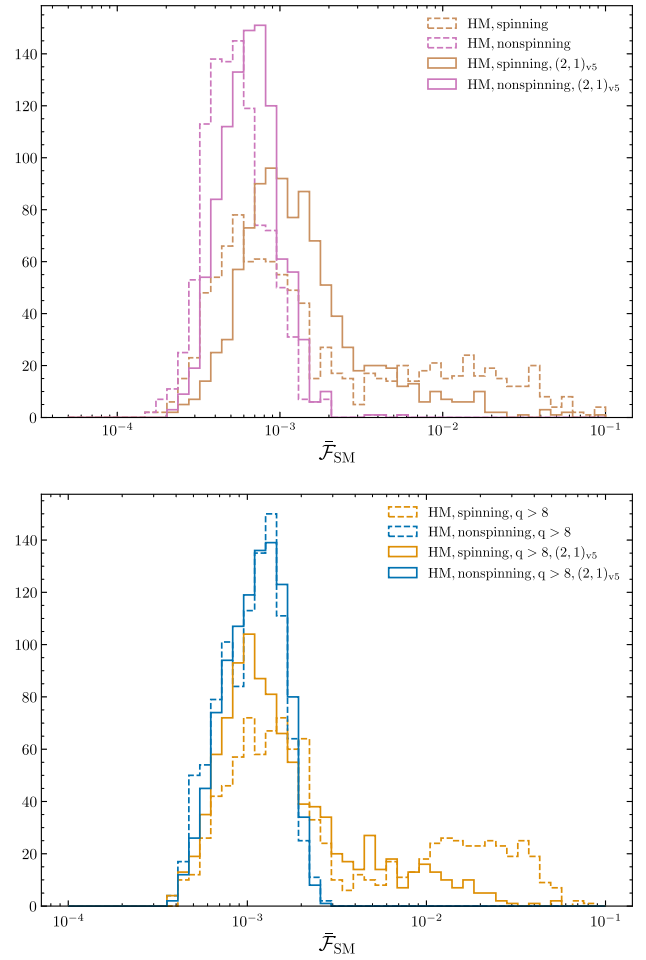 HM, spinning
HM, nonspinning
HM, spinning, (2, 1)v5
HM, nonspinning, (2, 1)v5
140
120
100
80
60
40
20
0
10⁻⁴ 10⁻³ 10⁻² 10⁻¹
F̄SM
HM, spinning, q > 8
HM, nonspinning, q > 8
HM, spinning, q > 8, (2, 1)v5
HM, nonspinning, q > 8, (2, 1)v5
140
120
100
80
60
40
20
0
10⁻⁴ 10⁻³ 10⁻² 10⁻¹
F̄SM